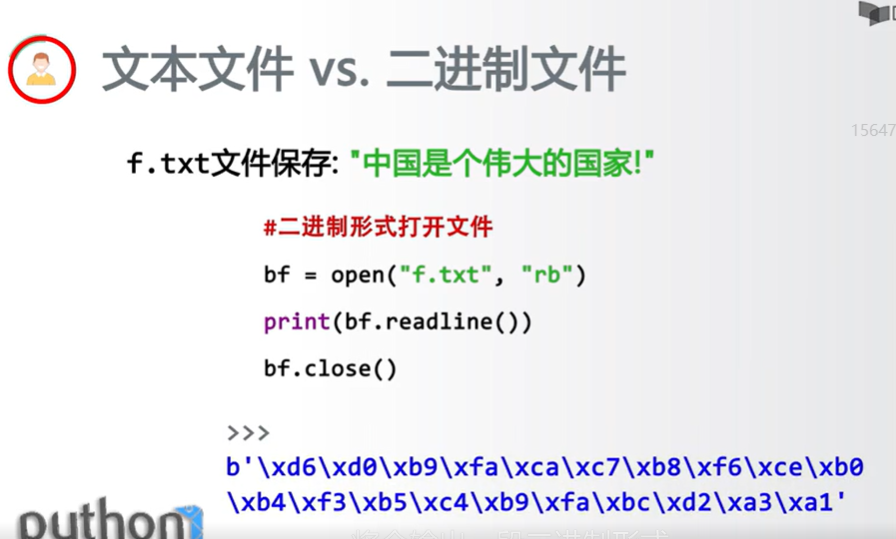 文本文件 vs. 二进制文件
15647
f.txt文件保存: "中国是个伟大的国家!"
#二进制形式打开文件
bf = open("f.txt", "rb")
print(bf.readline())
bf.close()
>>>
b'\xd6\xd0\xb9\xfa\xca\xc7\xb8\xf6\xce\xb0
\xb4\xf3\xb5\xc4\xb9\xfa\xbc\xd2\xa3\xa1'
python